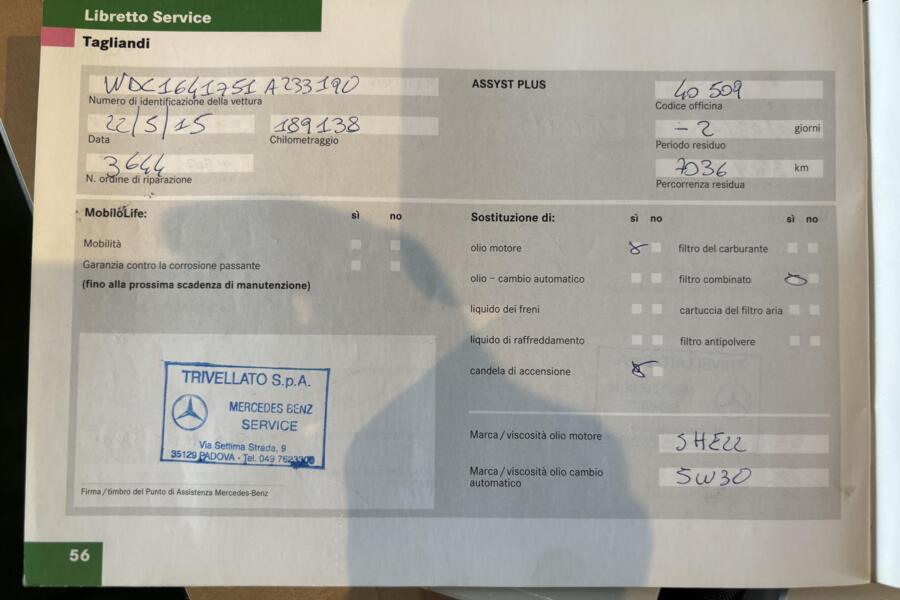 Libretto Service
Tagliandi
WDC1641751A233190
Numero di identificazione della vettura
22/5/15
Data
189138
Chilometraggio
3644
N. ordine di riparazione
ASSYST PLUS
40 509
Codice officina
- 2 giorni
Periodo residuo
7036 km
Percorrenza residua
MobiloLife: sì no
Mobilità
Garanzia contro la corrosione passante
(fino alla prossima scadenza di manutenzione)
TRIVELLATO S.p.A.
MERCEDES BENZ
SERVICE
Via Settima Strada, 9
35129 PADOVA - Tel. 049
Firma/timbro del Punto di Assistenza Mercedes-Benz
Sostituzione di: sì no sì no
olio motore filtro del carburante
olio – cambio automatico filtro combinato
liquido dei freni cartuccia del filtro aria
liquido di raffreddamento filtro antipolvere
candela di accensione
Marca/viscosità olio motore SHELL
Marca/viscosità olio cambio
automatico
5W30
56